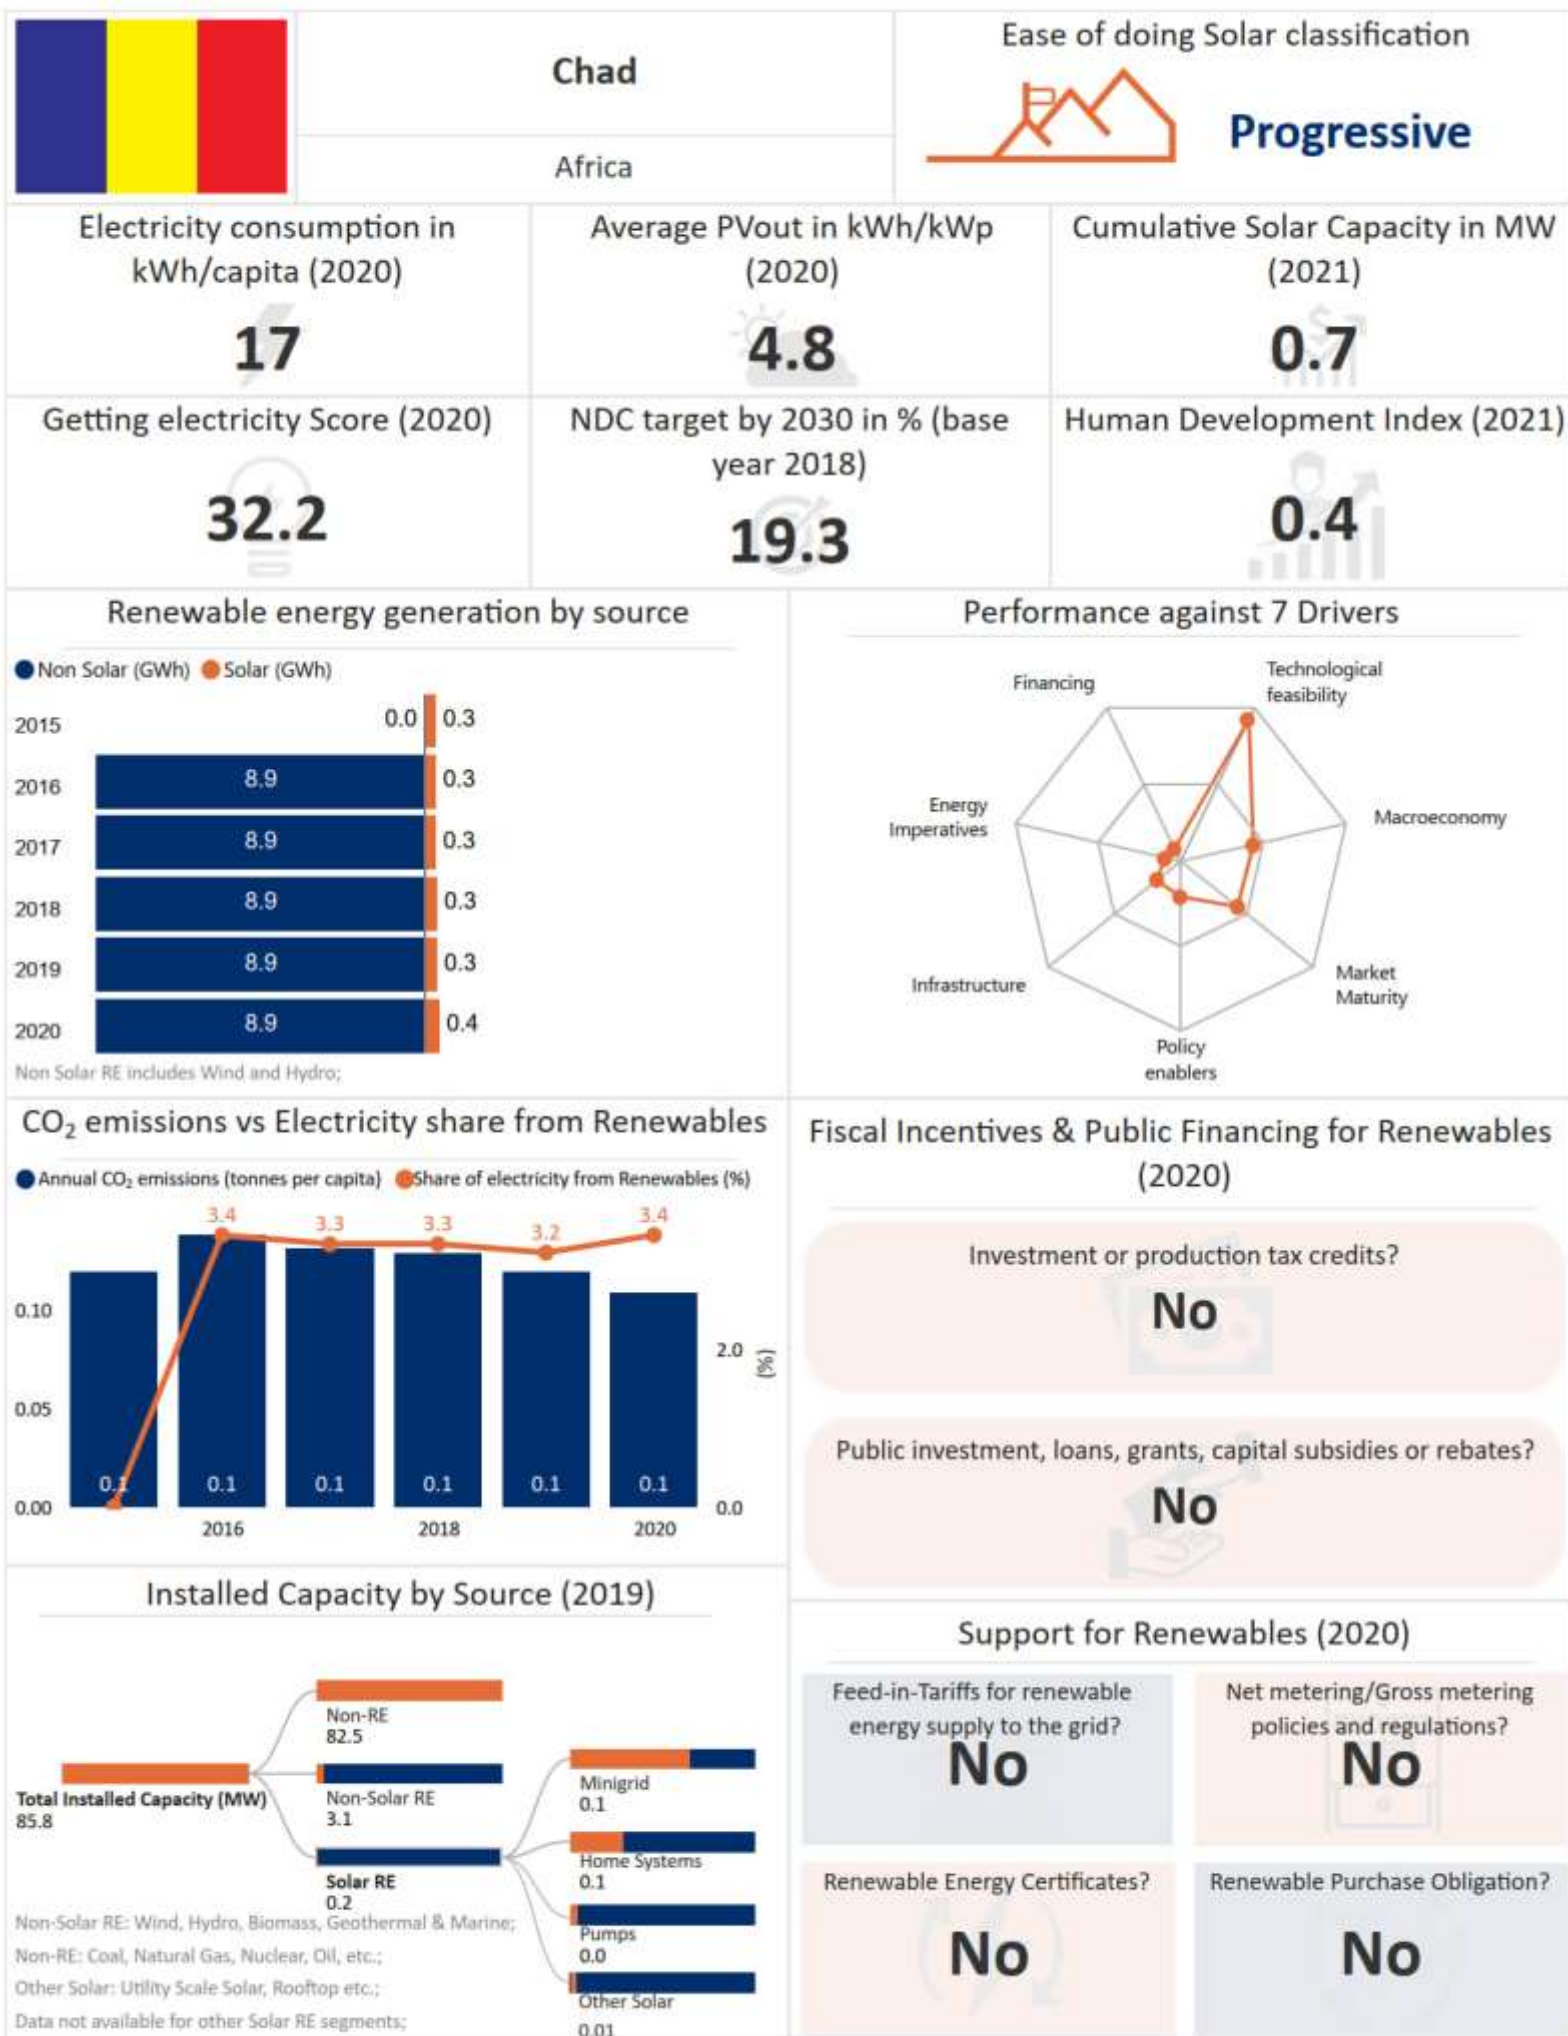 Chad
Africa
Ease of doing Solar classification
Progressive
Electricity consumption in
kWh/capita (2020)
17
Average PVout in kWh/kWp
(2020)
4.8
Cumulative Solar Capacity in MW
(2021)
0.7
Getting electricity Score (2020)
32.2
NDC target by 2030 in % (base
year 2018)
19.3
Human Development Index (2021)
0.4
Renewable energy generation by source
Non Solar (GWh) Solar (GWh)
2015 0.0 0.3
2016 8.9 0.3
2017 8.9 0.3
2018 8.9 0.3
2019 8.9 0.3
2020 8.9 0.4
Non Solar RE includes Wind and Hydro;
Performance against 7 Drivers
Financing
Technological
feasibility
Energy
Imperatives
Macroeconomy
Infrastructure
Market
Maturity
Policy
enablers
CO₂ emissions vs Electricity share from Renewables
Annual CO₂ emissions (tonnes per capita) Share of electricity from Renewables (%)
3.4 3.3 3.3 3.2 3.4
0.10
2.0
(%)
0.05
0.1 0.1 0.1 0.1 0.1 0.1
0.00 0.0
2016 2018 2020
Fiscal Incentives & Public Financing for Renewables
(2020)
Investment or production tax credits?
No
Public investment, loans, grants, capital subsidies or rebates?
No
Installed Capacity by Source (2019)
Total Installed Capacity (MW)
85.8
Non-RE
82.5
Non-Solar RE
3.1
Solar RE
0.2
Minigrid
0.1
Home Systems
0.1
Pumps
0.0
Other Solar
0.01
Non-Solar RE: Wind, Hydro, Biomass, Geothermal & Marine;
Non-RE: Coal, Natural Gas, Nuclear, Oil, etc.;
Other Solar: Utility Scale Solar, Rooftop etc.;
Data not available for other Solar RE segments;
Support for Renewables (2020)
Feed-in-Tariffs for renewable
energy supply to the grid?
No
Net metering/Gross metering
policies and regulations?
No
Renewable Energy Certificates?
No
Renewable Purchase Obligation?
No